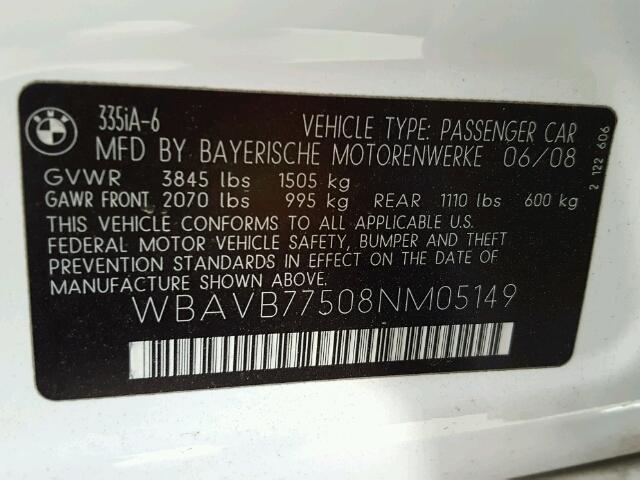 BMW
335iA-6
VEHICLE TYPE: PASSENGER CAR
MFD BY BAYERISCHE MOTORENWERKE 06/08
GVWR 3845 lbs 1505 kg
GAWR FRONT 2070 lbs 995 kg REAR 1110 lbs 600 kg
THIS VEHICLE CONFORMS TO ALL APPLICABLE U.S.
FEDERAL MOTOR VEHICLE SAFETY, BUMPER AND THEFT
PREVENTION STANDARDS IN EFFECT ON THE DATE OF
MANUFACTURE SHOWN ABOVE.
WBAVB77508NM05149
2 122 606